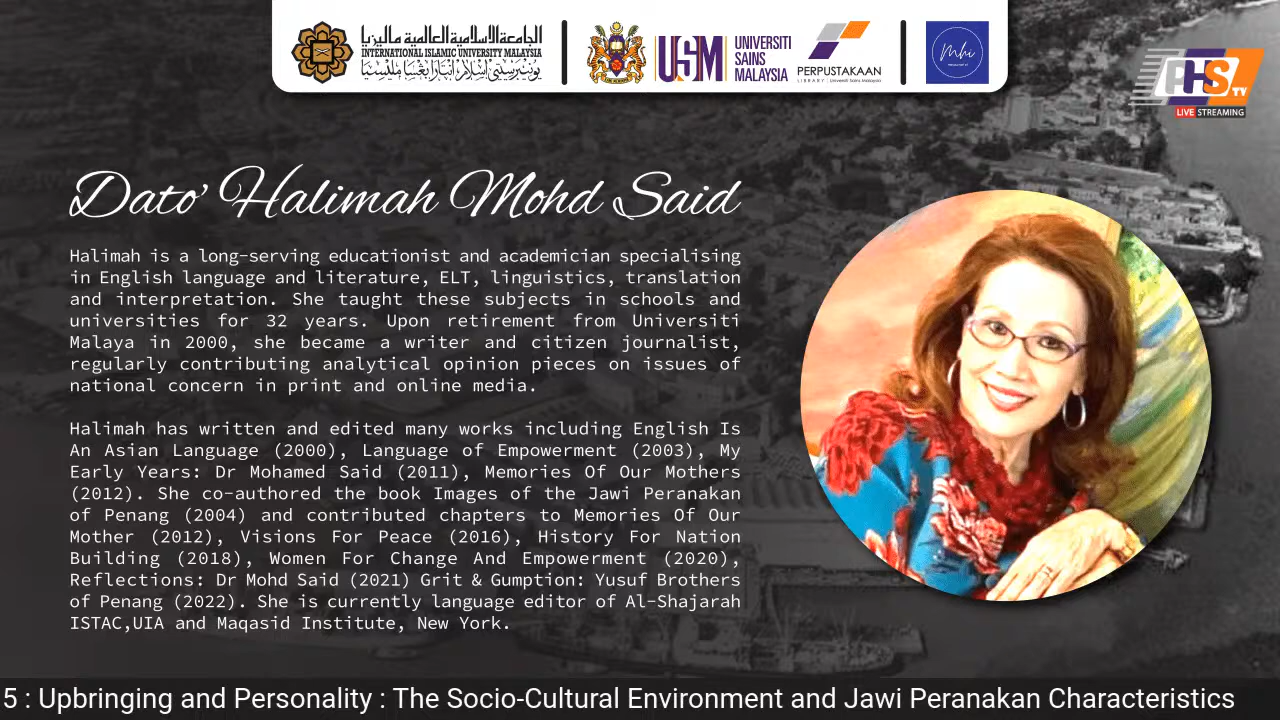 الجامعة الإسلامية العالمية ماليزيا
INTERNATIONAL ISLAMIC UNIVERSITY MALAYSIA
يونيورسيتي اسلام انتارابڠسا مليسيا
USM
UNIVERSITI
SAINS
MALAYSIA
PERPUSTAKAAN
LIBRARY | Universiti Sains Malaysia
Mhi
PHS TV
LIVE STREAMING
Dato' Halimah Mohd Said
Halimah is a long-serving educationist and academician specialising
in English language and literature, ELT, linguistics, translation
and interpretation. She taught these subjects in schools and
universities for 32 years. Upon retirement from Universiti
Malaya in 2000, she became a writer and citizen journalist,
regularly contributing analytical opinion pieces on issues of
national concern in print and online media.
Halimah has written and edited many works including English Is
An Asian Language (2000), Language of Empowerment (2003), My
Early Years: Dr Mohamed Said (2011), Memories Of Our Mothers
(2012). She co-authored the book Images of the Jawi Peranakan
of Penang (2004) and contributed chapters to Memories Of Our
Mother (2012), Visions For Peace (2016), History For Nation
Building (2018), Women For Change And Empowerment (2020),
Reflections: Dr Mohd Said (2021) Grit & Gumption: Yusuf Brothers
of Penang (2022). She is currently language editor of Al-Shajarah
ISTAC,UIA and Maqasid Institute, New York.
5 : Upbringing and Personality : The Socio-Cultural Environment and Jawi Peranakan Characteristics